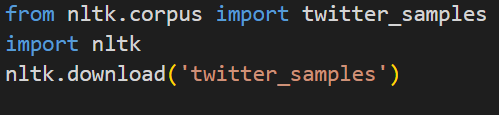 from nltk.corpus import twitter_samples
import nltk
nltk.download('twitter_samples')